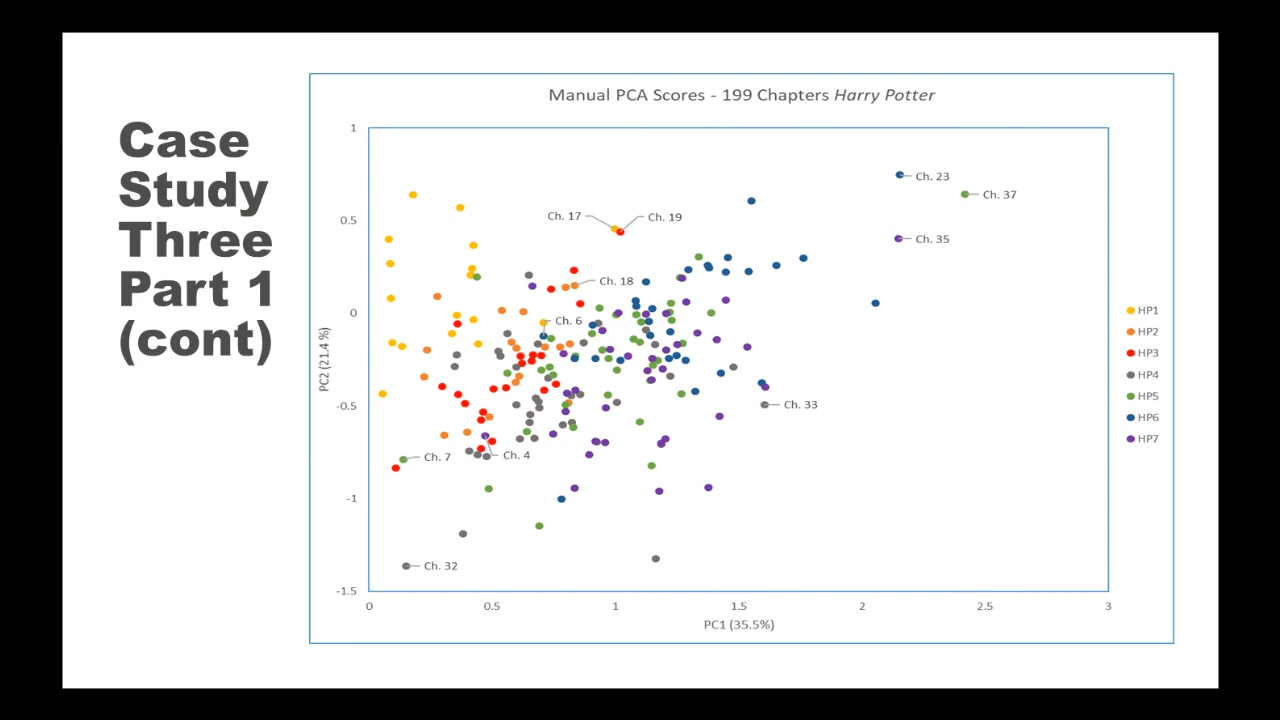 Case
Study
Three
Part 1
(cont)
Manual PCA Scores - 199 Chapters Harry Potter
1
0.5
0
-0.5
-1
-1.5
PC2 (21.4 %)
0
0.5
1
1.5
2
2.5
3
PC1 (35.5%)
Ch. 23
Ch. 37
Ch. 17
Ch. 19
Ch. 35
Ch. 18
Ch. 6
Ch. 33
Ch. 7
Ch. 4
Ch. 32
HP1
HP2
HP3
HP4
HP5
HP6
HP7